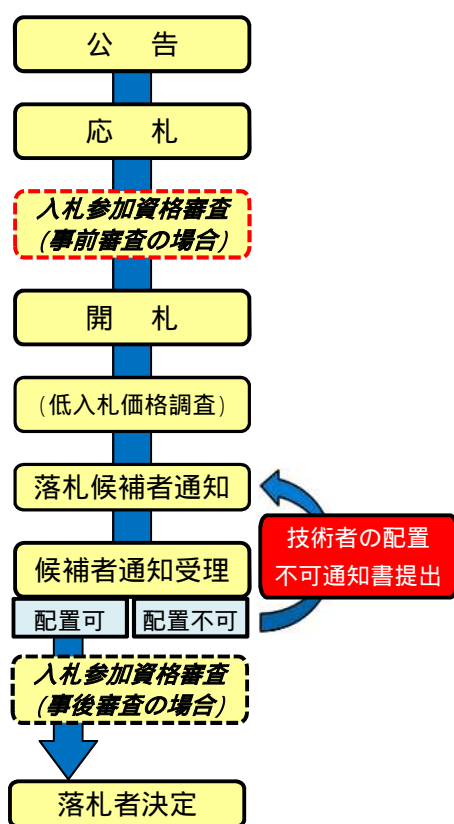 公　告
応　札
入札参加資格審査
(事前審査の場合)
開　札
(低入札価格調査)
落札候補者通知
技術者の配置
不可通知書提出
候補者通知受理
配置可
配置不可
入札参加資格審査
(事後審査の場合)
落札者決定